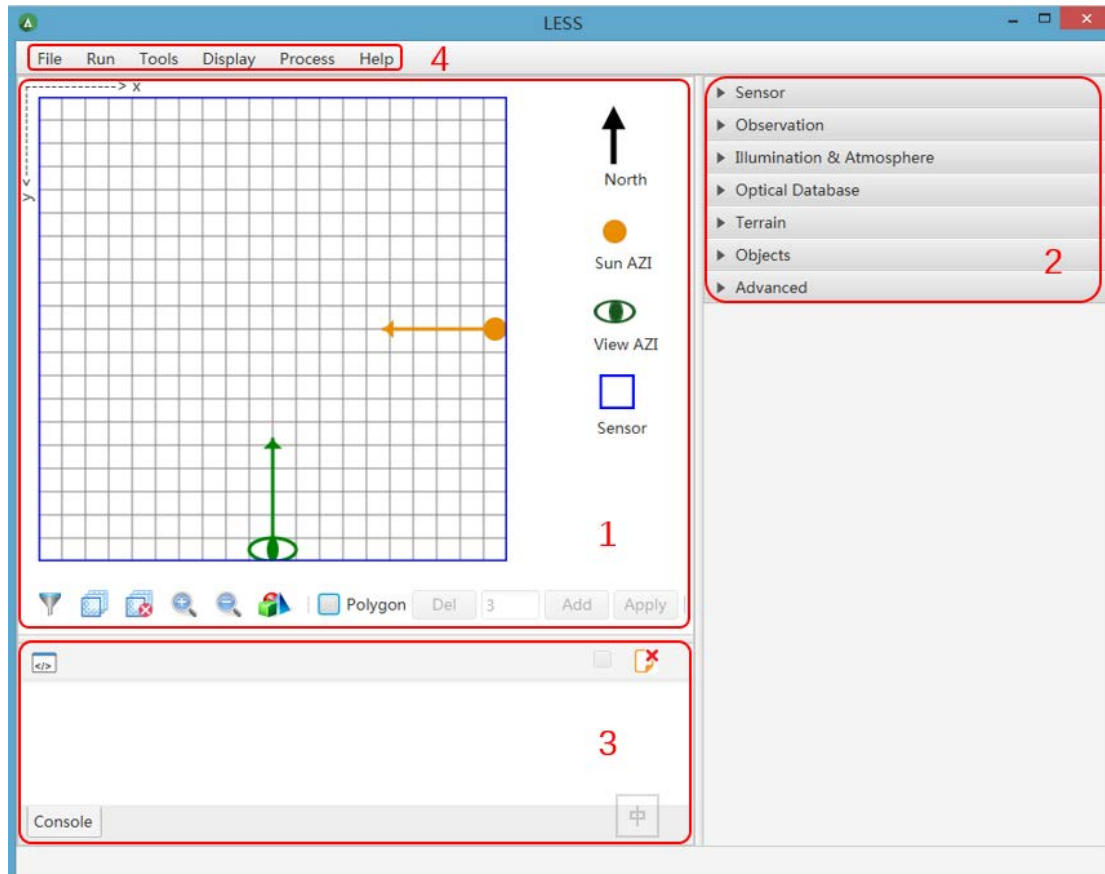 LESS
File Run Tools Display Process Help 4
x
y
North
Sun AZI
View AZI
Sensor
1
Polygon Del 3 Add Apply
Sensor
Observation
Illumination & Atmosphere
Optical Database
Terrain
Objects
Advanced
2
</>
3
Console
中